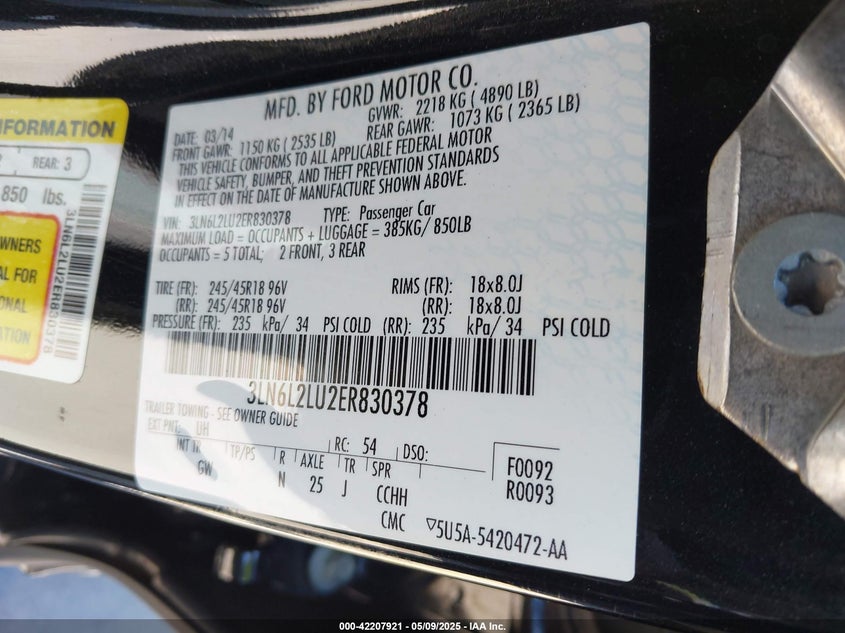 INFORMATION
REAR: 3
850 lbs.
OWNERS
AL FOR
ONAL
ATION
3LN6L2LU2ER830378
MFD. BY FORD MOTOR CO.
DATE: 03/14 GVWR: 2218 KG ( 4890 LB)
FRONT GAWR: 1150 KG ( 2535 LB) REAR GAWR: 1073 KG ( 2365 LB)
THIS VEHICLE CONFORMS TO ALL APPLICABLE FEDERAL MOTOR
VEHICLE SAFETY, BUMPER, AND THEFT PREVENTION STANDARDS
IN EFFECT ON THE DATE OF MANUFACTURE SHOWN ABOVE.
VIN: 3LN6L2LU2ER830378 TYPE: Passenger Car
MAXIMUM LOAD = OCCUPANTS + LUGGAGE = 385KG/ 850LB
OCCUPANTS = 5 TOTAL; 2 FRONT, 3 REAR
TIRE (FR): 245/45R18 96V RIMS (FR): 18x8.0J
(RR): 245/45R18 96V (RR): 18x8.0J
PRESSURE (FR): 235 kPa/ 34 PSI COLD (RR): 235 kPa/ 34 PSI COLD
3LN6L2LU2ER830378
TRAILER TOWING - SEE OWNER GUIDE
EXT PNT: UH RC: 54 DSO:
INT TR TP/PS R AXLE TR SPR F0092
GW N 25 J CCHH R0093
CMC ▽5U5A-5420472-AA
000-42207921 - 05/09/2025 - IAA Corp.